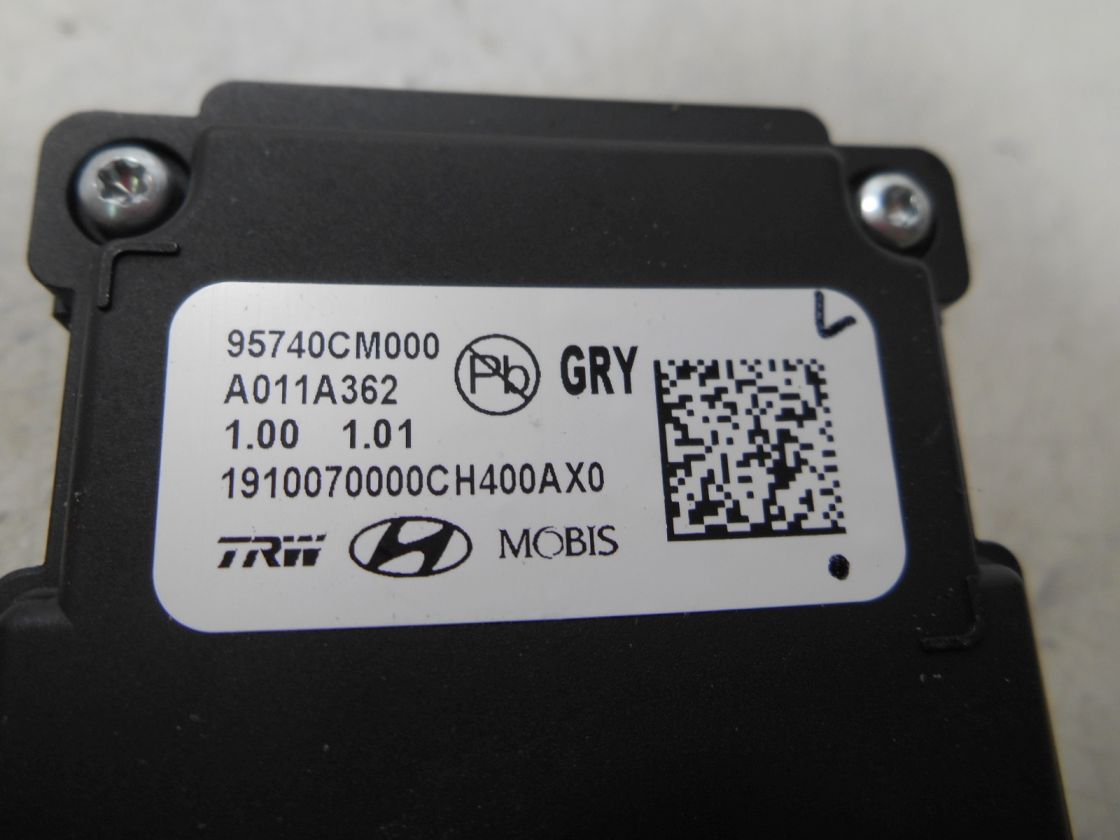 95740CM000
A011A362
Pb GRY
1.00 1.01
1910070000CH400AX0
TRW H MOBIS